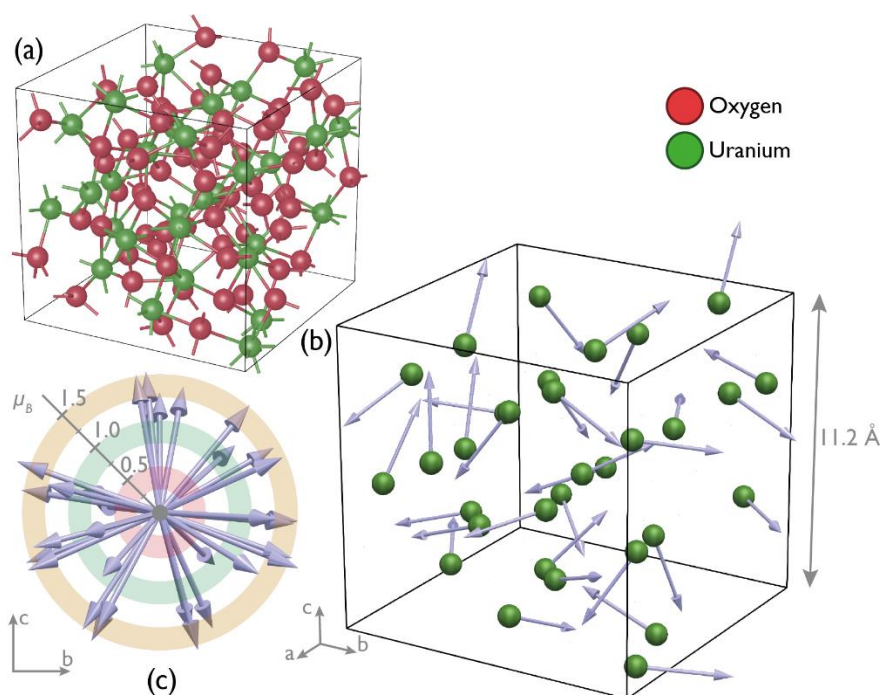 (a)
Oxygen
Uranium
(b)
11.2 Å
μB
1.5
1.0
0.5
c
b
(c)
c
a
b